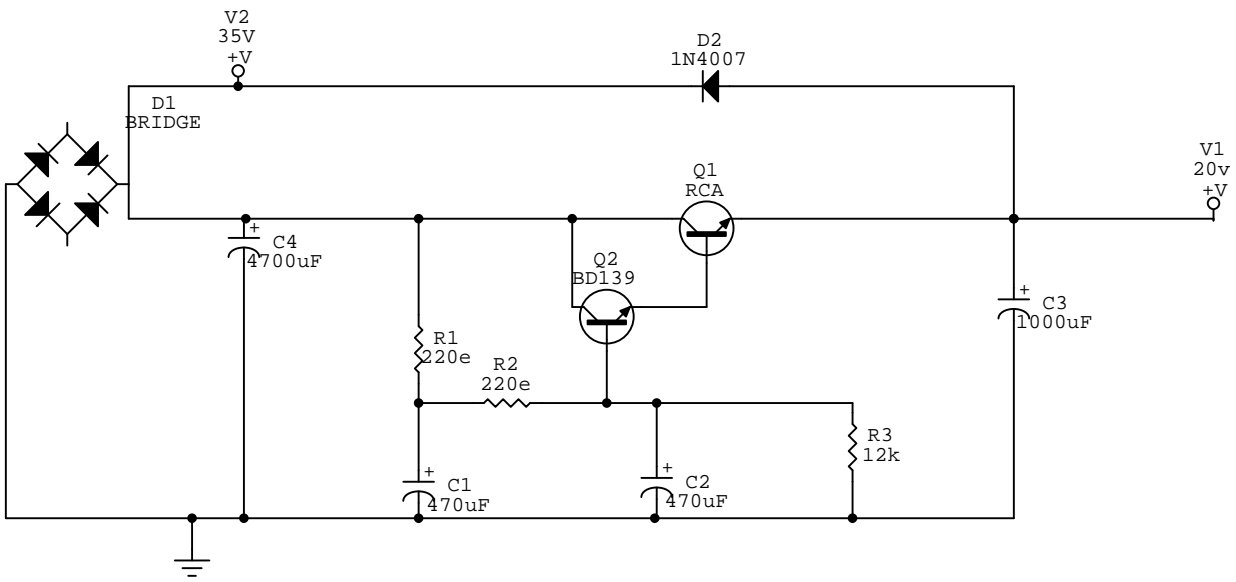 V2
35V
+V
D2
1N4007
D1
BRIDGE
V1
20v
+V
Q1
RCA
+
C4
4700uF
Q2
BD139
+
C3
1000uF
R1
220e
R2
220e
R3
12k
+
C1
470uF
+
C2
470uF